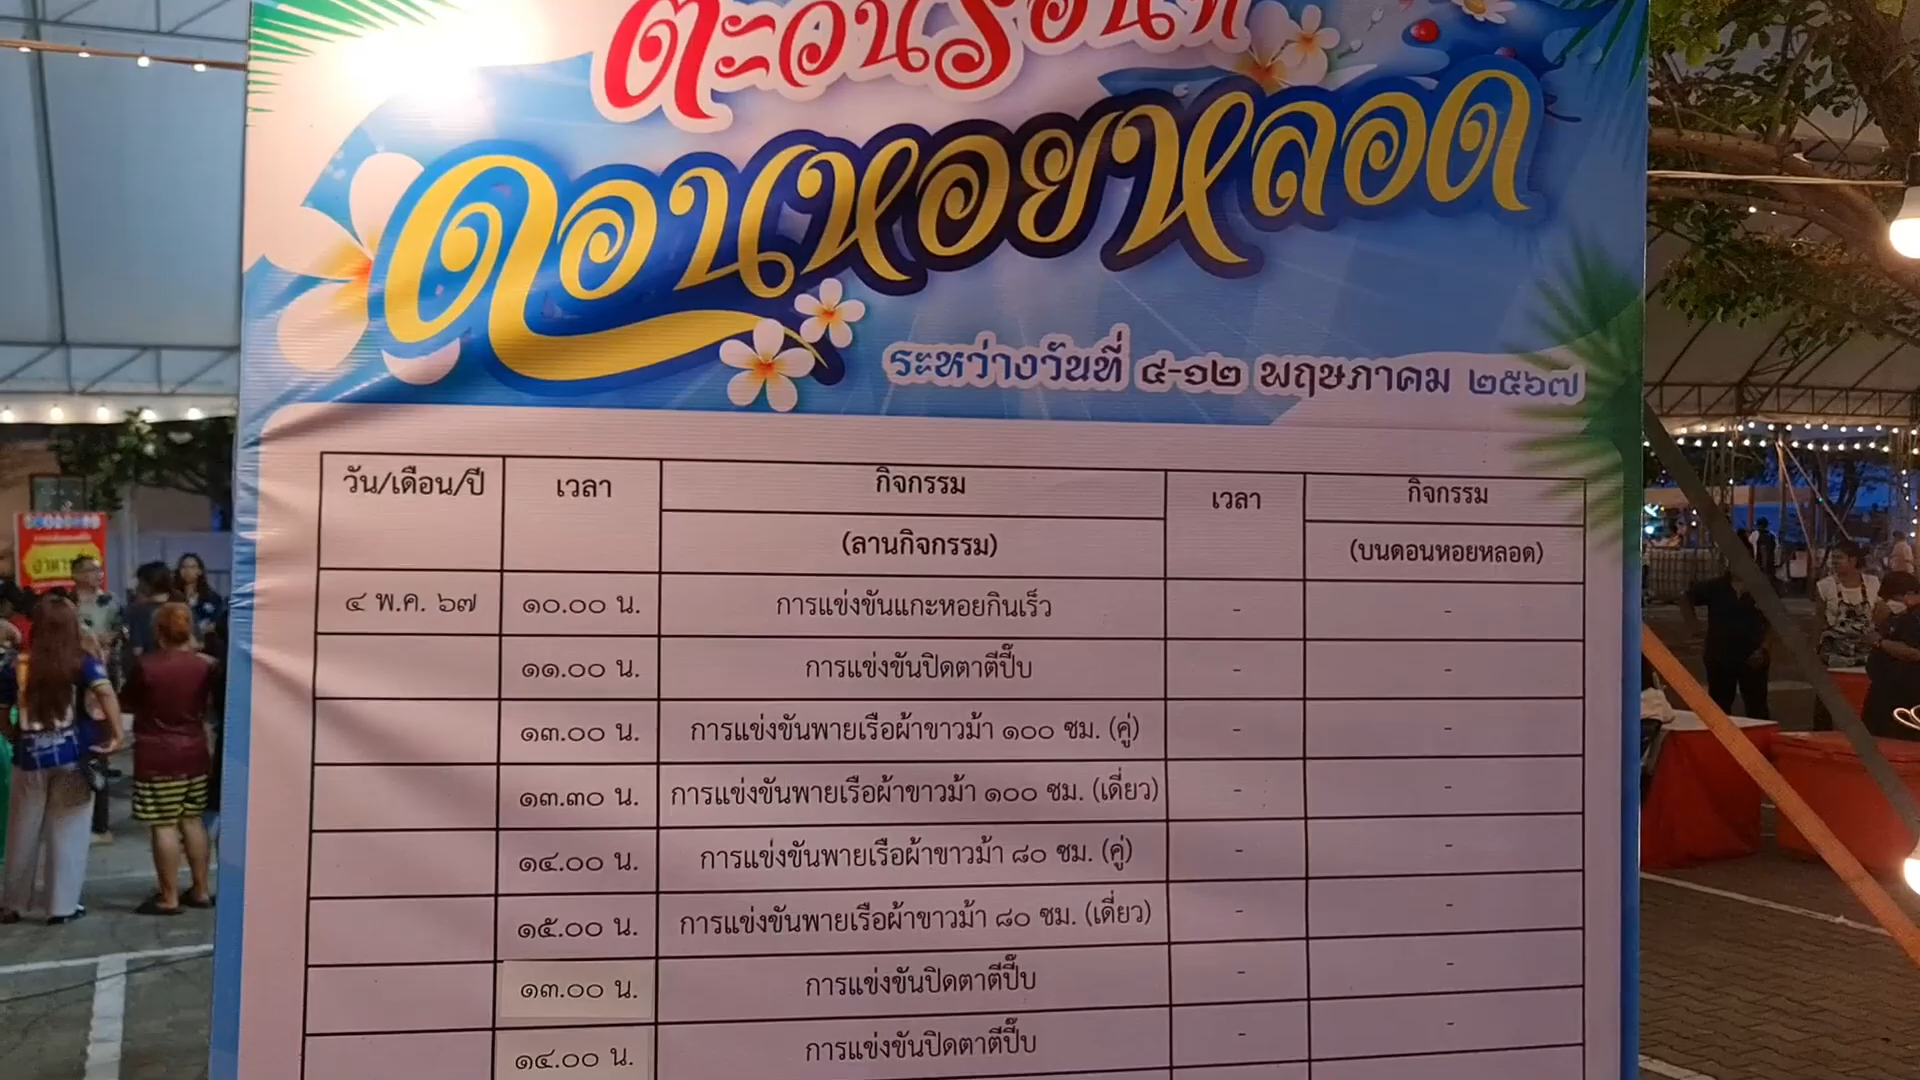 ตะวันรอนที่
ดอนหอยหลอด
ระหว่างวันที่ ๔-๑๒ พฤษภาคม ๒๕๖๗
วัน/เดือน/ปี เวลา กิจกรรม เวลา กิจกรรม
(ลานกิจกรรม) (บนดอนหอยหลอด)
๔ พ.ค. ๖๗ ๑๐.๐๐ น. การแข่งขันแกะหอยกินเร็ว - -
๑๑.๐๐ น. การแข่งขันปิดตาตีปี๊บ - -
๑๓.๐๐ น. การแข่งขันพายเรือผ้าขาวม้า ๑๐๐ ซม. (คู่) - -
๑๓.๓๐ น. การแข่งขันพายเรือผ้าขาวม้า ๑๐๐ ซม. (เดี่ยว) - -
๑๔.๐๐ น. การแข่งขันพายเรือผ้าขาวม้า ๘๐ ซม. (คู่) - -
๑๕.๐๐ น. การแข่งขันพายเรือผ้าขาวม้า ๘๐ ซม. (เดี่ยว) - -
๑๓.๐๐ น. การแข่งขันปิดตาตีปี๊บ - -
๑๔.๐๐ น. การแข่งขันปิดตาตีปี๊บ - -